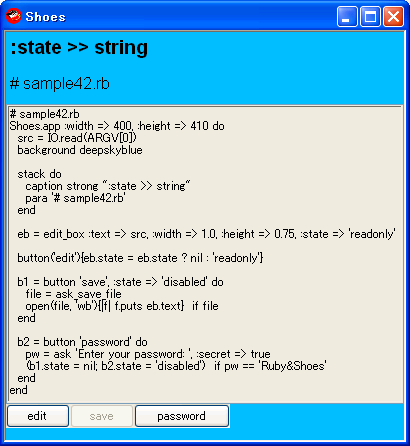 Shoes
:state >> string
# sample42.rb
# sample42.rb
Shoes.app :width => 400, :height => 410 do
  src = IO.read(ARGV[0])
  background deepskyblue

  stack do
    caption strong ":state >> string"
    para '# sample42.rb'
  end

  eb = edit_box :text => src, :width => 1.0, :height => 0.75, :state => 'readonly'

  button('edit'){eb.state = eb.state ? nil : 'readonly'}

  b1 = button 'save', :state => 'disabled' do
    file = ask_save_file
    open(file, 'wb'){|f| f.puts eb.text}  if file
  end

  b2 = button 'password' do
    pw = ask 'Enter your password: ', :secret => true
    (b1.state = nil; b2.state = 'disabled')  if pw == 'Ruby&Shoes'
  end
end
edit save password